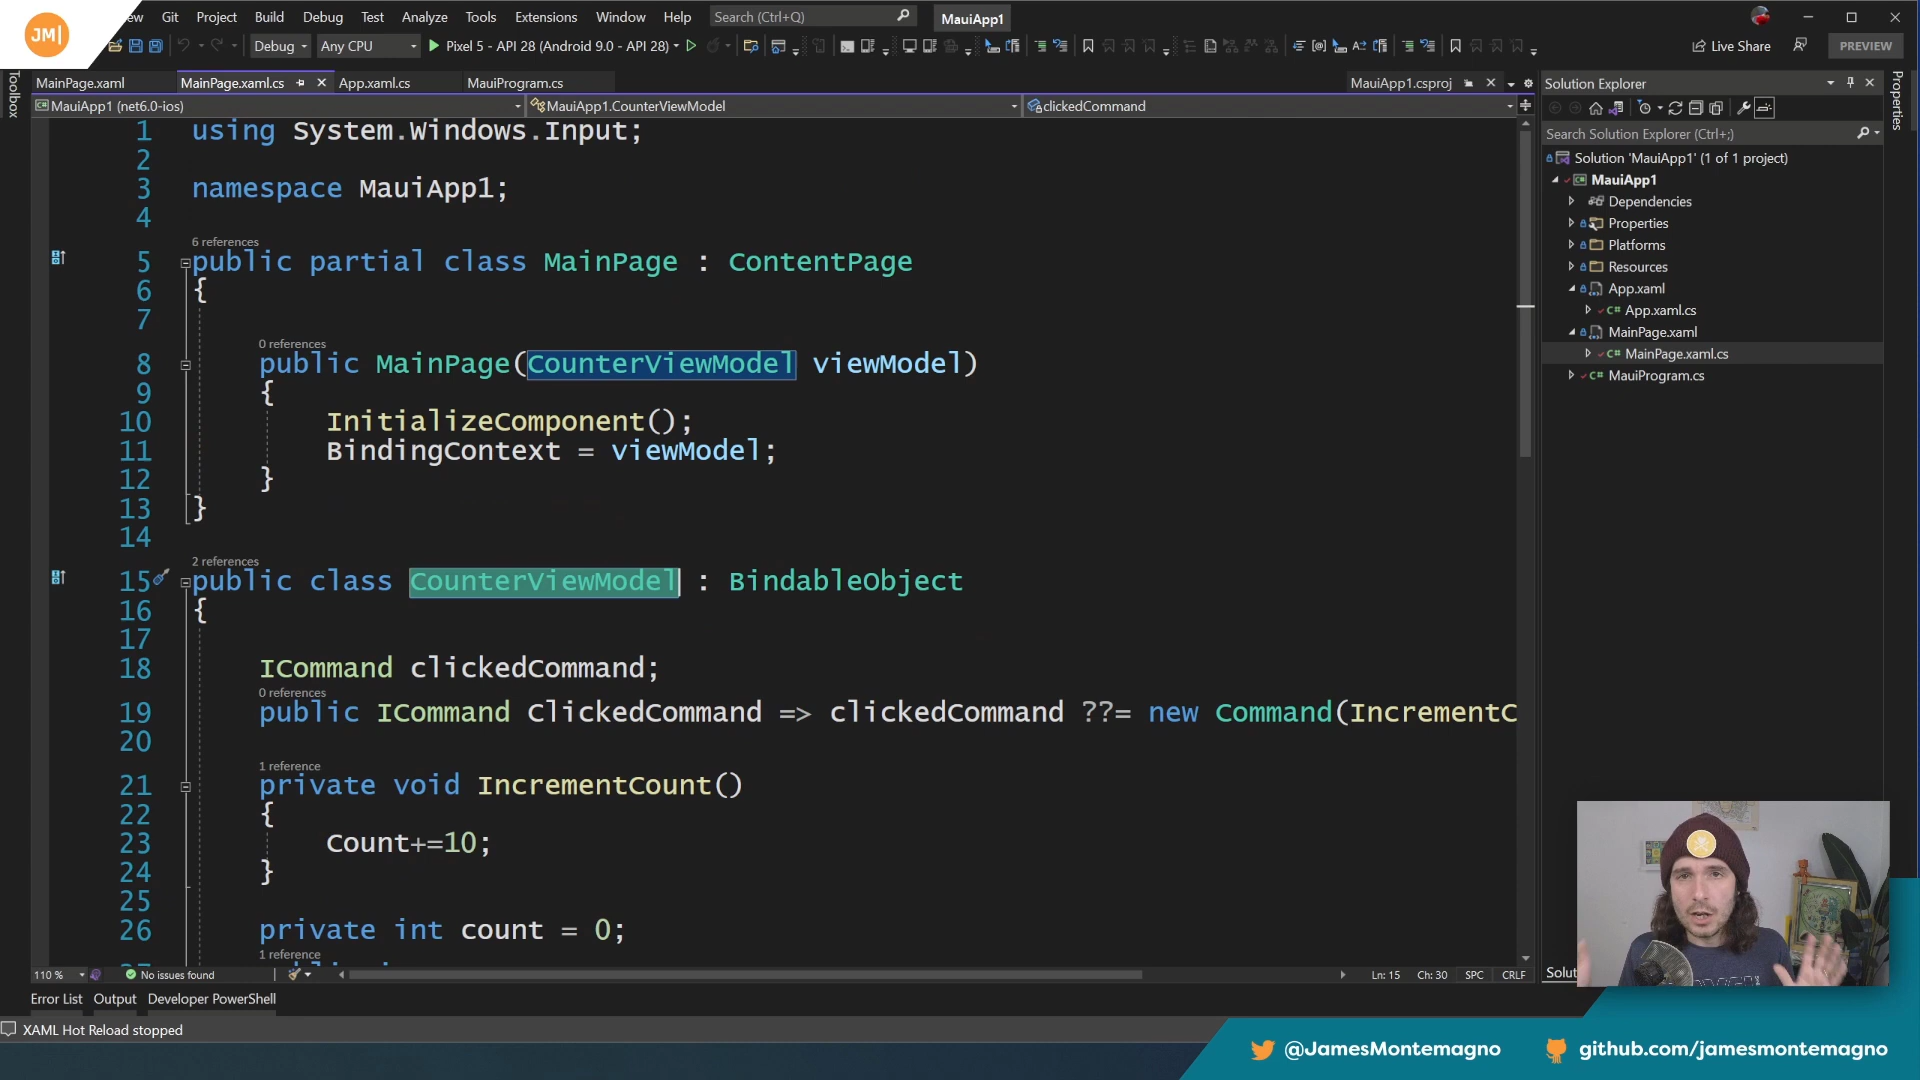 JM|
Git Project Build Debug Test Analyze Tools Extensions Window Help Search (Ctrl+Q) MauiApp1
Debug Any CPU Pixel 5 - API 28 (Android 9.0 - API 28) Live Share PREVIEW
MainPage.xaml MainPage.xaml.cs App.xaml.cs MauiProgram.cs MauiApp1.csproj
MauiApp1 (net6.0-ios) MauiApp1.CounterViewModel clickedCommand
Toolbox
1 using System.Windows.Input;
2
3 namespace MauiApp1;
4
6 references
5 public partial class MainPage : ContentPage
6 {
7
0 references
8 public MainPage(CounterViewModel viewModel)
9 {
10 InitializeComponent();
11 BindingContext = viewModel;
12 }
13 }
14
2 references
15 public class CounterViewModel : BindableObject
16 {
17
18 ICommand clickedCommand;
0 references
19 public ICommand ClickedCommand => clickedCommand ??= new Command(IncrementC
20
1 reference
21 private void IncrementCount()
22 {
23 Count+=10;
24 }
25
26 private int count = 0;
1 reference
110 % No issues found Ln: 15 Ch: 30 SPC CRLF
Error List Output Developer PowerShell
XAML Hot Reload stopped
Solution Explorer
Search Solution Explorer (Ctrl+;)
Solution 'MauiApp1' (1 of 1 project)
MauiApp1
Dependencies
Properties
Platforms
Resources
App.xaml
App.xaml.cs
MainPage.xaml
MainPage.xaml.cs
MauiProgram.cs
Properties
@JamesMontemagno github.com/jamesmontemagno